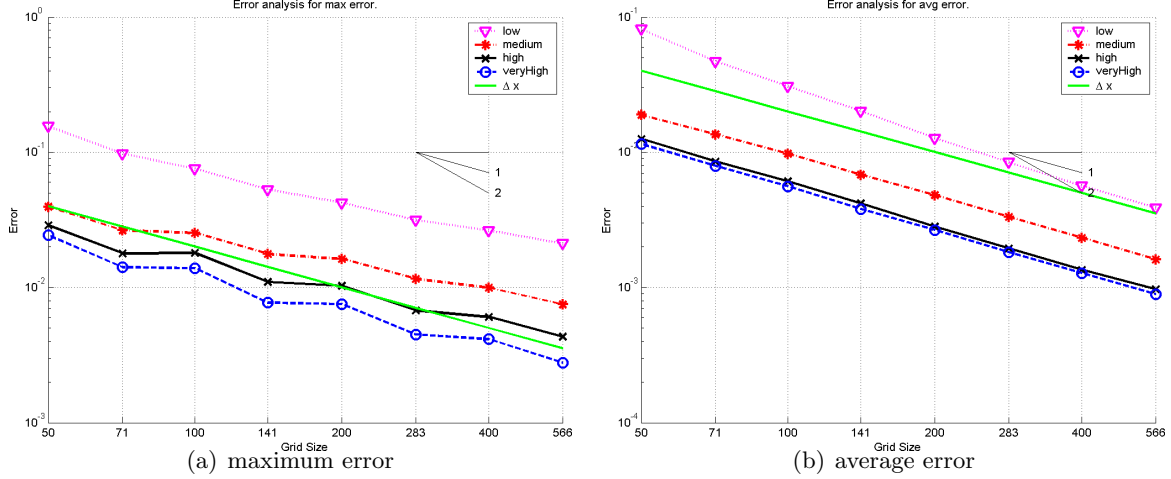 Error analysis for max error.
10^0
10^-1
10^-2
10^-3
Error
low
medium
high
veryHigh
Δ x
1
2
50 71 100 141 200 283 400 566
Grid Size
(a) maximum error
Error analysis for avg error.
10^-1
10^-2
10^-3
10^-4
Error
low
medium
high
veryHigh
Δ x
1
2
50 71 100 141 200 283 400 566
Grid Size
(b) average error